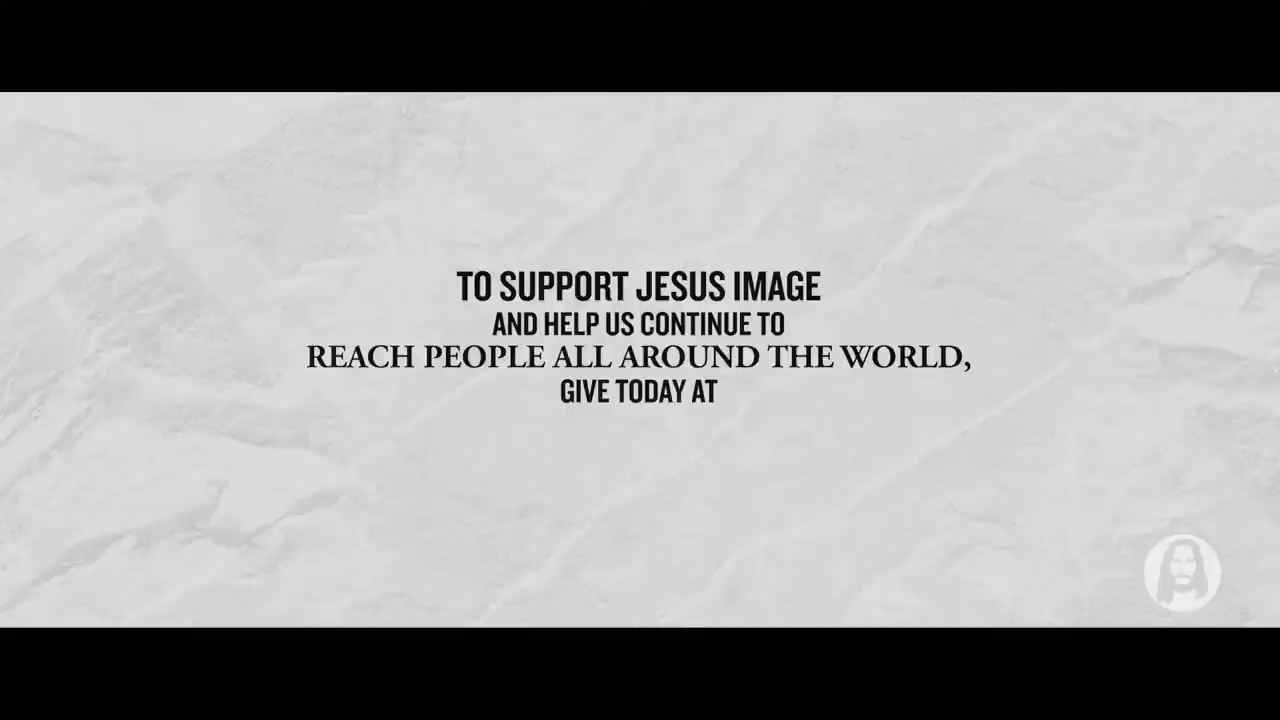 TO SUPPORT JESUS IMAGE
AND HELP US CONTINUE TO
REACH PEOPLE ALL AROUND THE WORLD,
GIVE TODAY AT